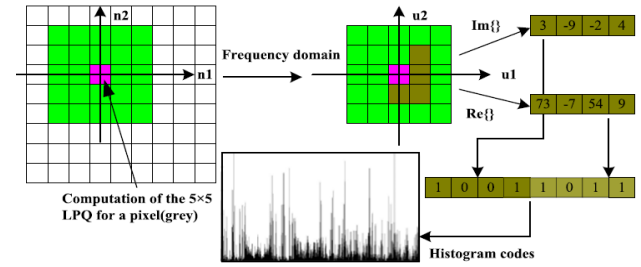 n2
u2
Im{}
3 -9 -2 4
Frequency domain
n1
u1
Re{}
73 -7 54 9
Computation of the 5×5
LPQ for a pixel(grey)
1 0 0 1 1 0 1 1
Histogram codes